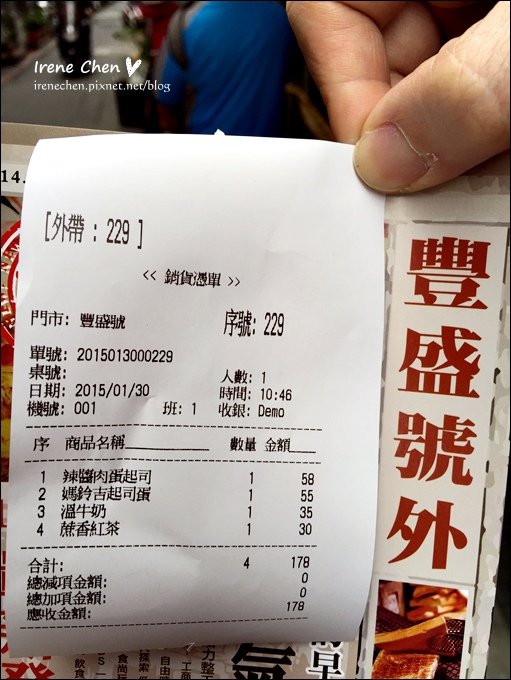 Irene Chen
irenechen.pixnet.net/blog
14.
[外帶 : 229 ]
<< 銷貨憑單 >>
門市: 豐盛號 序號: 229
單號: 2015013000229
桌號: 人數: 1
日期: 2015/01/30 時間: 10:46
機號: 001 班: 1 收銀: Demo
序 商品名稱 數量 金額
1 辣醬肉蛋起司 1 58
2 媽鈴吉起司蛋 1 55
3 溫牛奶 1 35
4 蔗香紅茶 1 30
合計: 4 178
總減項金額: 0
總加項金額: 0
應收金額: 178
豐盛號外